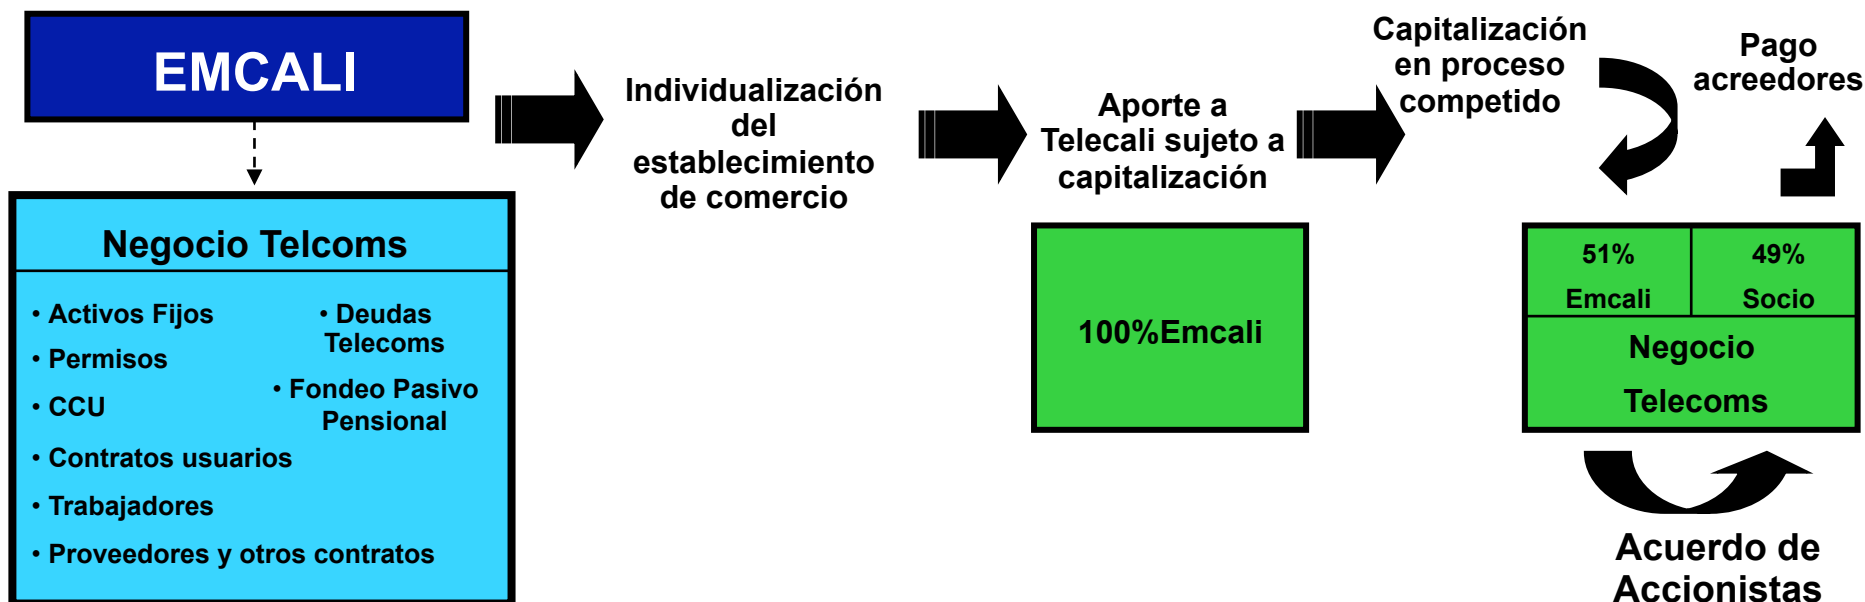 EMCALI
Negocio Telcoms
• Activos Fijos
• Permisos
• CCU
• Contratos usuarios
• Trabajadores
• Proveedores y otros contratos
• Deudas
Telecoms
• Fondeo Pasivo
Pensional
Individualización
del
establecimiento
de comercio
Aporte a
Telecali sujeto a
capitalización
100%Emcali
Capitalización
en proceso
competido
Pago
acreedores
51%
Emcali
49%
Socio
Negocio
Telecoms
Acuerdo de
Accionistas